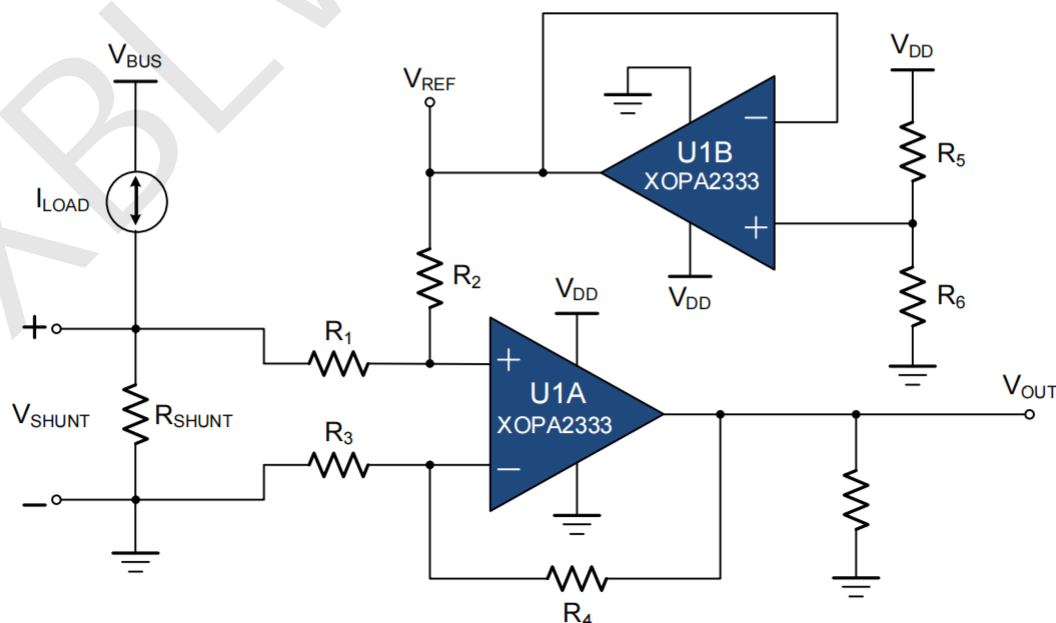 VBUS
ILOAD
+
VSHUNT
RSHUNT
−
VREF
R2
R1
R3
VDD
+
U1A
XOPA2333
−
R4
−
U1B
XOPA2333
+
VDD
VDD
R5
R6
VOUT
XBLW